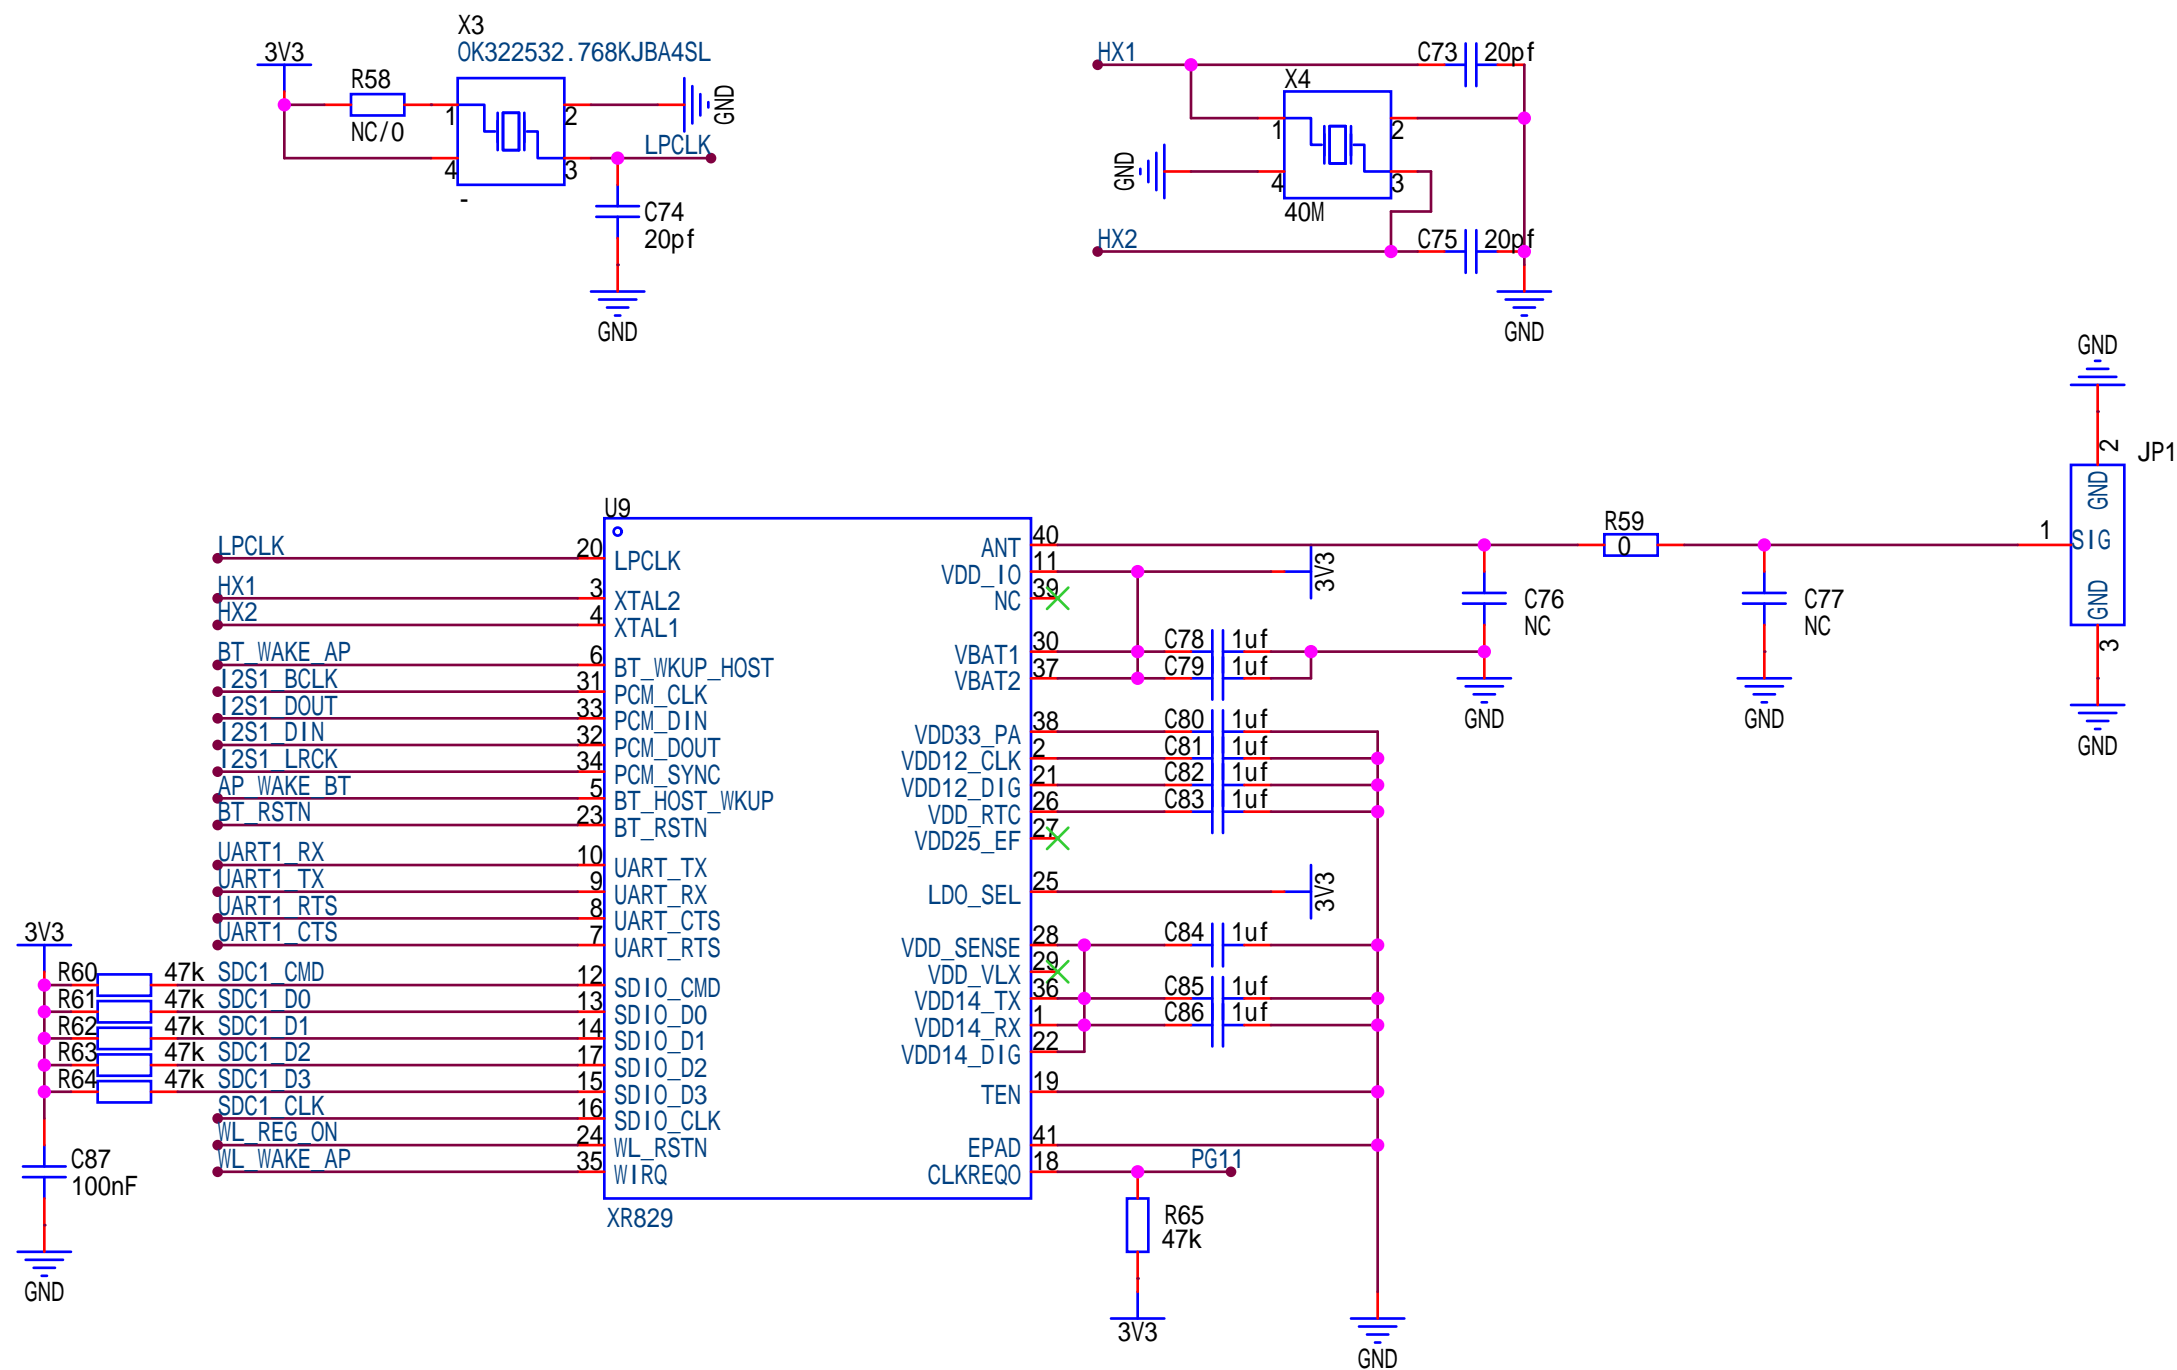 X3
OK322532.768KJBA4SL
3V3
R58
NC/0
1
2
4
3
GND
LPCLK
-
C74
20pf
GND
HX1
C73
20pf
X4
1
2
GND
4
3
40M
HX2
C75
20pf
GND
GND
2
JP1
GND
1
SIG
GND
3
GND
R59
0
C76
NC
GND
C77
NC
GND
U9
LPCLK
20
LPCLK
HX1
3
XTAL2
HX2
4
XTAL1
BT_WAKE_AP
6
BT_WKUP_HOST
I2S1_BCLK
31
PCM_CLK
I2S1_DOUT
33
PCM_DIN
I2S1_DIN
32
PCM_DOUT
I2S1_LRCK
34
PCM_SYNC
AP_WAKE_BT
5
BT_HOST_WKUP
BT_RSTN
23
BT_RSTN
UART1_RX
10
UART_TX
UART1_TX
9
UART_RX
UART1_RTS
8
UART_CTS
UART1_CTS
7
UART_RTS
3V3
R60
47k
SDC1_CMD
12
SDIO_CMD
R61
47k
SDC1_D0
13
SDIO_D0
R62
47k
SDC1_D1
14
SDIO_D1
R63
47k
SDC1_D2
17
SDIO_D2
R64
47k
SDC1_D3
15
SDIO_D3
SDC1_CLK
16
SDIO_CLK
WL_REG_ON
24
WL_RSTN
WL_WAKE_AP
35
WIRQ
C87
100nF
GND
XR829
ANT
40
VDD_IO
11
3V3
NC
39
VBAT1
30
C78
1uf
VBAT2
37
C79
1uf
VDD33_PA
38
C80
1uf
VDD12_CLK
2
C81
1uf
VDD12_DIG
21
C82
1uf
VDD_RTC
26
C83
1uf
VDD25_EF
27
LDO_SEL
25
3V3
VDD_SENSE
28
C84
1uf
VDD_VLX
29
VDD14_TX
36
C85
1uf
VDD14_RX
1
C86
1uf
VDD14_DIG
22
TEN
19
EPAD
41
CLKREQO
18
PG11
R65
47k
3V3
GND